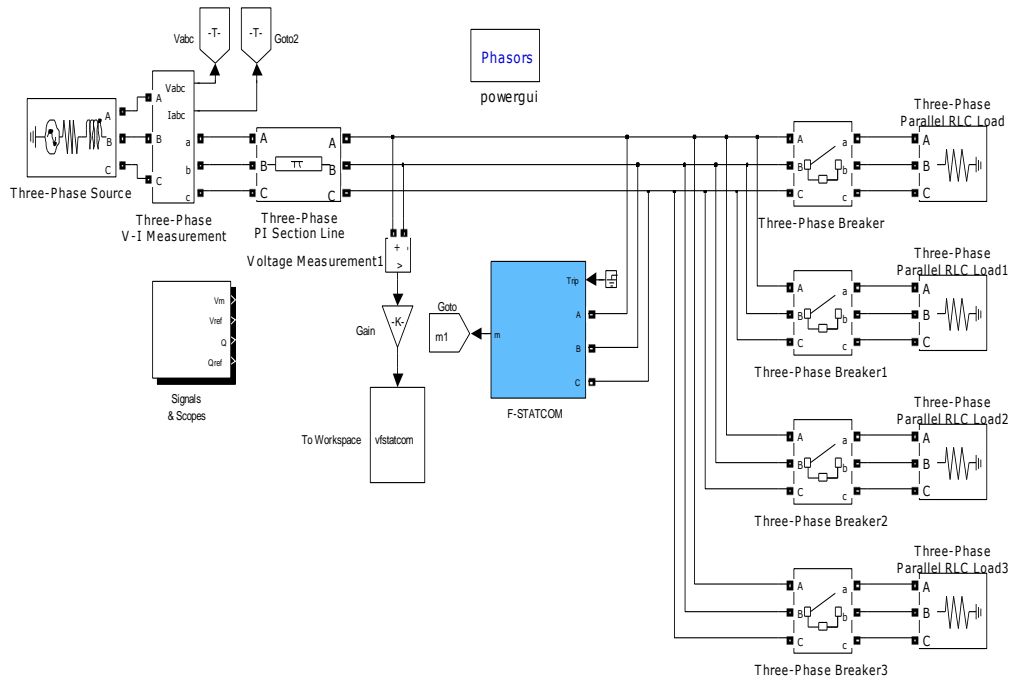 Vabc
-T-
-T-
Goto2
Phasors
powergui
Three-Phase Source
A
B
C
Vabc
Iabc
A
B
C
a
b
c
Three-Phase
V-I Measurement
A
B
C
π
A
B
C
Three-Phase
PI Section Line
Voltage Measurement1
+
-
>
Gain
-K-
To Workspace
vfstatcom
Vm
Vref
Q
Qref
Signals
& Scopes
Goto
m1
m
Trip
A
B
C
F-STATCOM
A
B
C
a
b
c
Three-Phase Breaker
Three-Phase
Parallel RLC Load
A
B
C
A
B
C
a
b
c
Three-Phase Breaker1
Three-Phase
Parallel RLC Load1
A
B
C
A
B
C
a
b
c
Three-Phase Breaker2
Three-Phase
Parallel RLC Load2
A
B
C
A
B
C
a
b
c
Three-Phase Breaker3
Three-Phase
Parallel RLC Load3
A
B
C